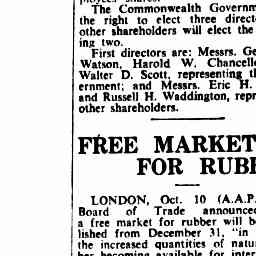 The Commonwealth Governm
the right to elect three direct
other shareholders will elect the
ing two.
First directors are: Messrs. Ge
Watson, Harold W. Chancell
Walter D. Scott, representing t
ernment; and Messrs. Eric H.
and Russell H. Waddington, repr
other shareholders.
FREE MARKET
FOR RUBB
LONDON, Oct. 10 (A.A.P.
Board of Trade announce
a free market for rubber will b
lished from December 31, "in
the increased quantities of natu
ber becoming available for inter